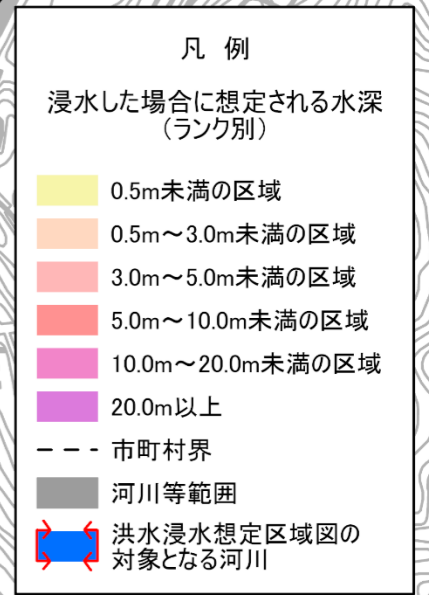 凡 例
浸水した場合に想定される水深
（ランク別）
0.5m未満の区域
0.5m～3.0m未満の区域
3.0m～5.0m未満の区域
5.0m～10.0m未満の区域
10.0m～20.0m未満の区域
20.0m以上
市町村界
河川等範囲
洪水浸水想定区域図の
対象となる河川